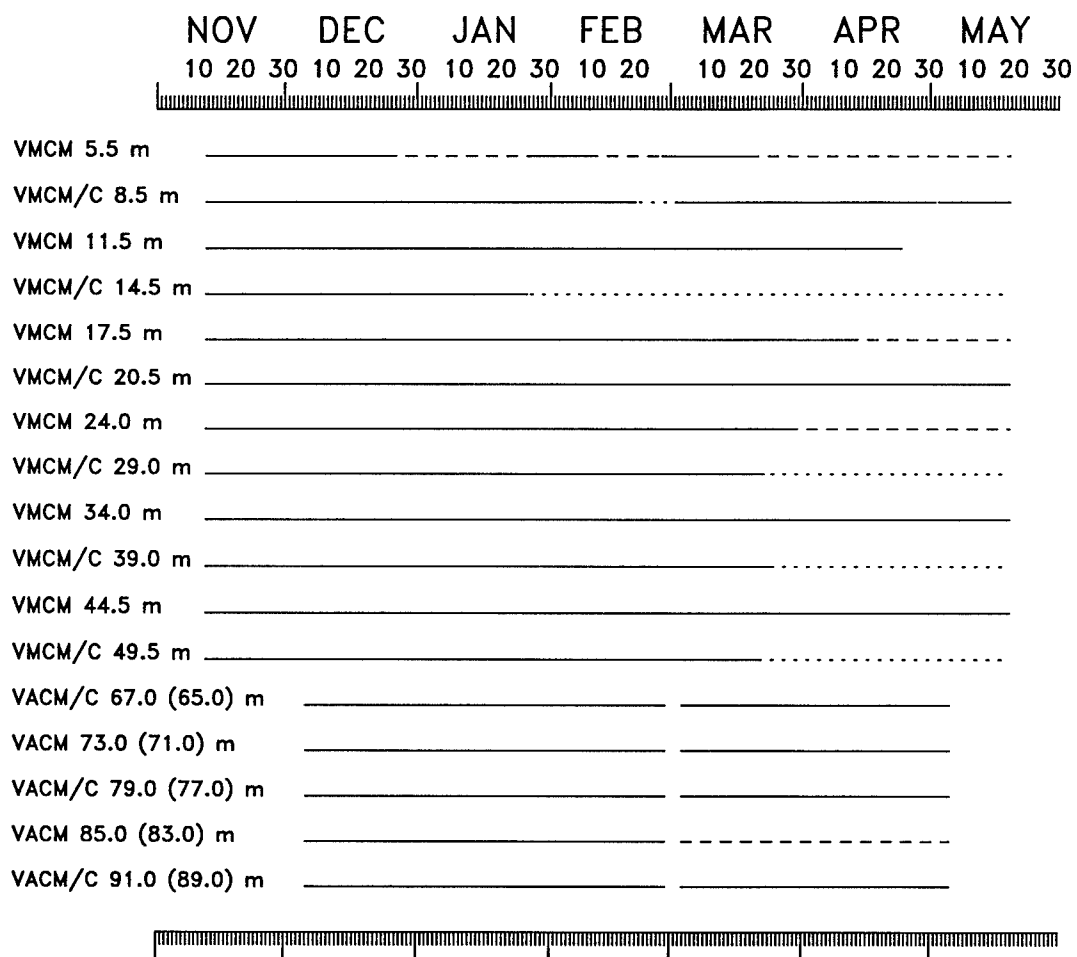 NOV DEC JAN FEB MAR APR MAY
10 20 30 10 20 30 10 20 30 10 20 10 20 30 10 20 30 10 20 30
VMCM 5.5 m
VMCM/C 8.5 m
VMCM 11.5 m
VMCM/C 14.5 m
VMCM 17.5 m
VMCM/C 20.5 m
VMCM 24.0 m
VMCM/C 29.0 m
VMCM 34.0 m
VMCM/C 39.0 m
VMCM 44.5 m
VMCM/C 49.5 m
VACM/C 67.0 (65.0) m
VACM 73.0 (71.0) m
VACM/C 79.0 (77.0) m
VACM 85.0 (83.0) m
VACM/C 91.0 (89.0) m